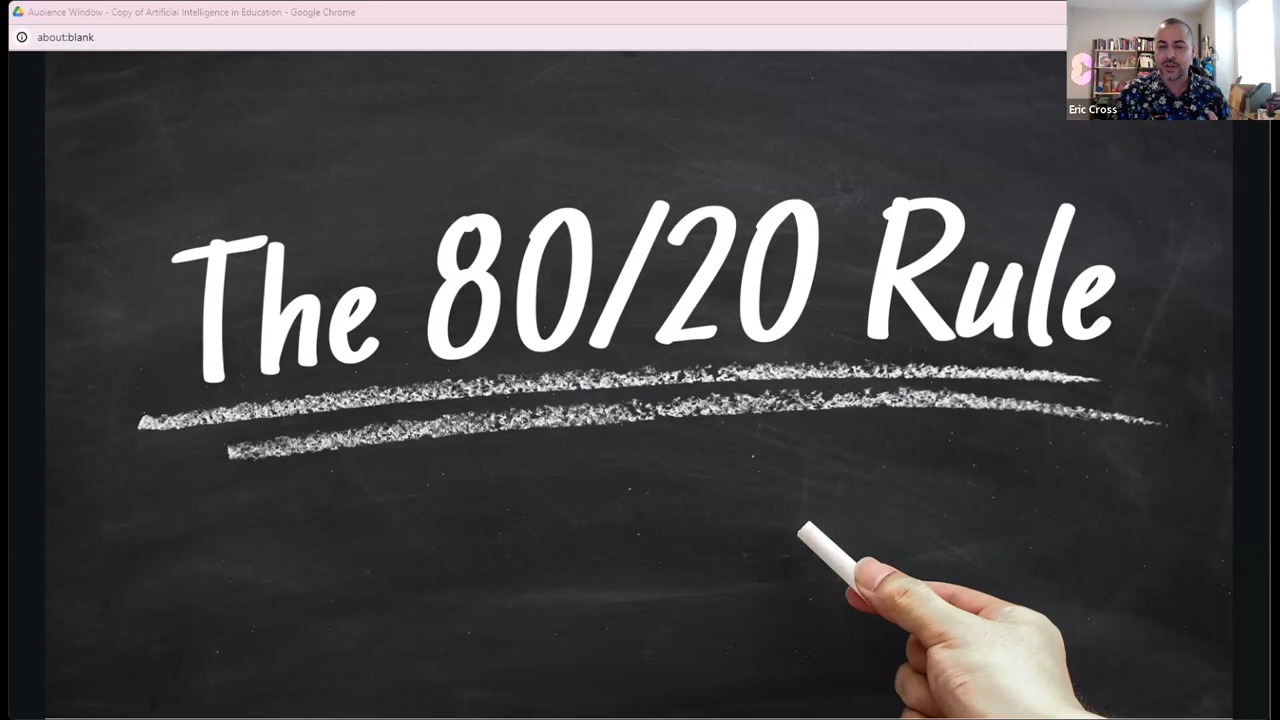 Audience Window - Copy of Artificial Intelligence in Education - Google Chrome
about:blank
Eric Cross
The 80/20 Rule